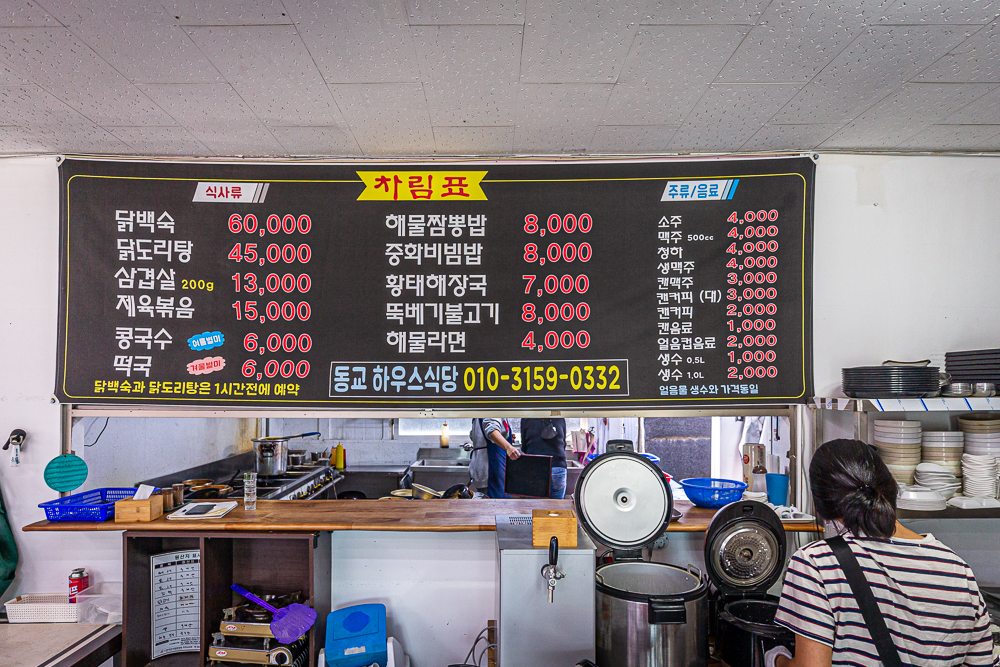 차림표
식사류
닭백숙 60,000
닭도리탕 45,000
삼겹살 200g 13,000
제육볶음 15,000
콩국수 여름별미 6,000
떡국 겨울별미 6,000
닭백숙과 닭도리탕은 1시간전에 예약
해물짬뽕밥 8,000
중화비빔밥 8,000
황태해장국 7,000
뚝베기불고기 8,000
해물라면 4,000
동교 하우스식당 010-3159-0332
주류/음료
소주 4,000
맥주 500cc 4,000
청하 4,000
생맥주 4,000
캔맥주 3,000
캔커피 (대) 3,000
캔커피 2,000
캔음료 1,000
얼음컵음료 2,000
생수 0,5L 1,000
생수 1,0L 2,000
얼음물 생수와 가격동일